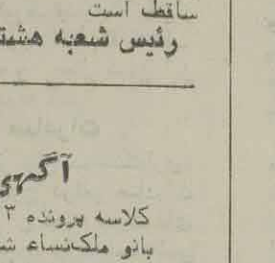 ساقط است
رئیس شعبه هشت
آگهی
کلاسه پرونده ۳
بانو ملک‌نساء ش